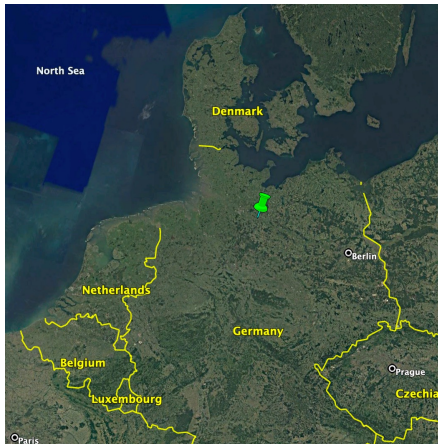 North Sea
Denmark
Berlin
Netherlands
Germany
Belgium
Prague
Luxembourg
Czechia
Paris